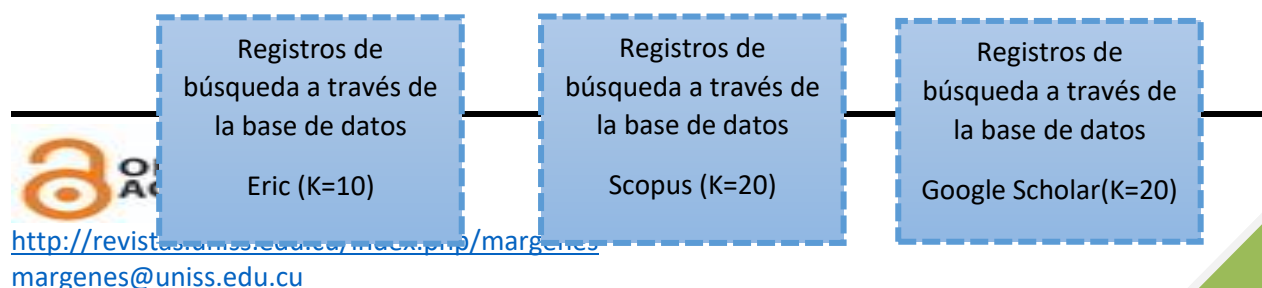 Registros de
búsqueda a través de
la base de datos
Eric (K=10)
Registros de
búsqueda a través de
la base de datos
Scopus (K=20)
Registros de
búsqueda a través de
la base de datos
Google Scholar(K=20)
margenes@uniss.edu.cu